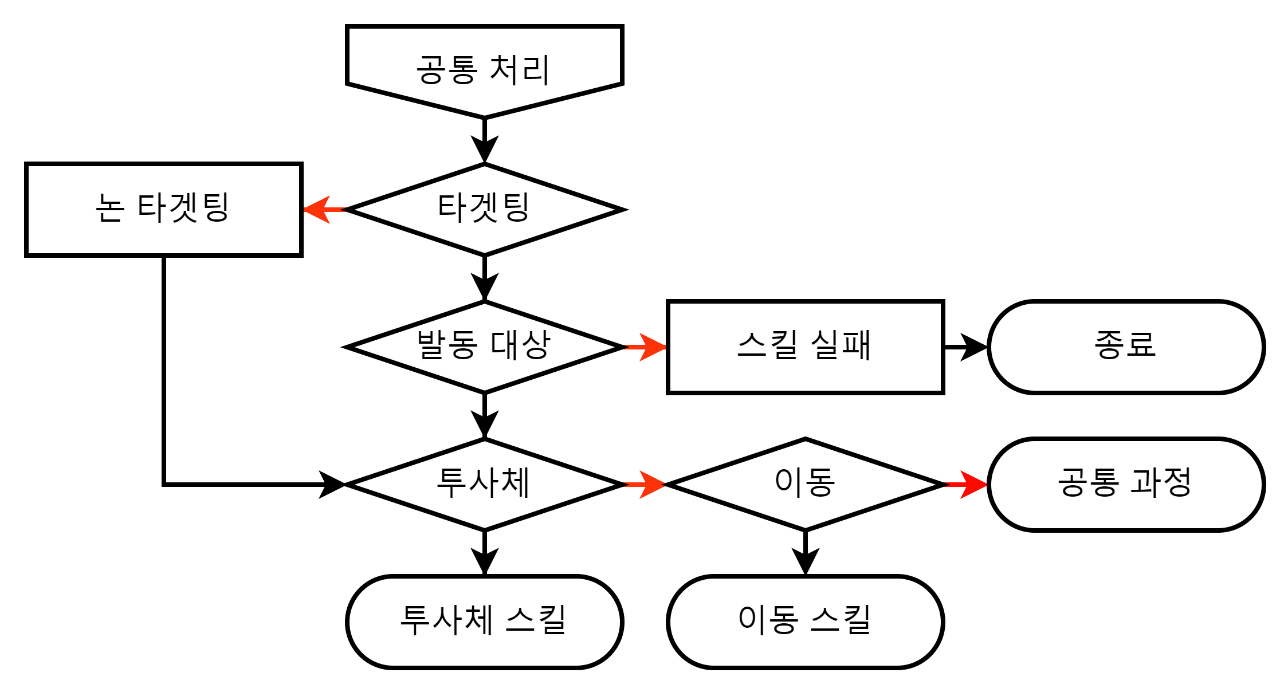 공통 처리
논 타겟팅
타겟팅
발동 대상
스킬 실패
종료
투사체
이동
공통 과정
투사체 스킬
이동 스킬